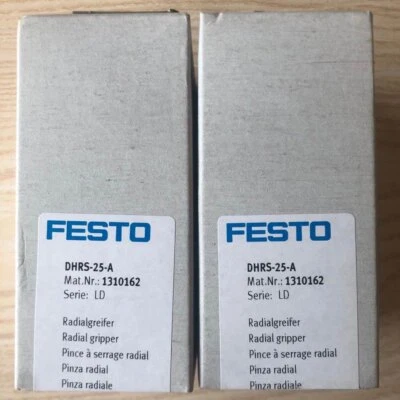 FESTO
DHRS-25-A
Mat.Nr.: 1310162
Serie: LD
Radialgreifer
Radial gripper
Pince à serrage radial
Pinza radial
Pinza radiale
FESTO
DHRS-25-A
Mat.Nr.: 1310162
Serie: LD
Radialgreifer
Radial gripper
Pince à serrage radial
Pinza radial
Pinza radiale